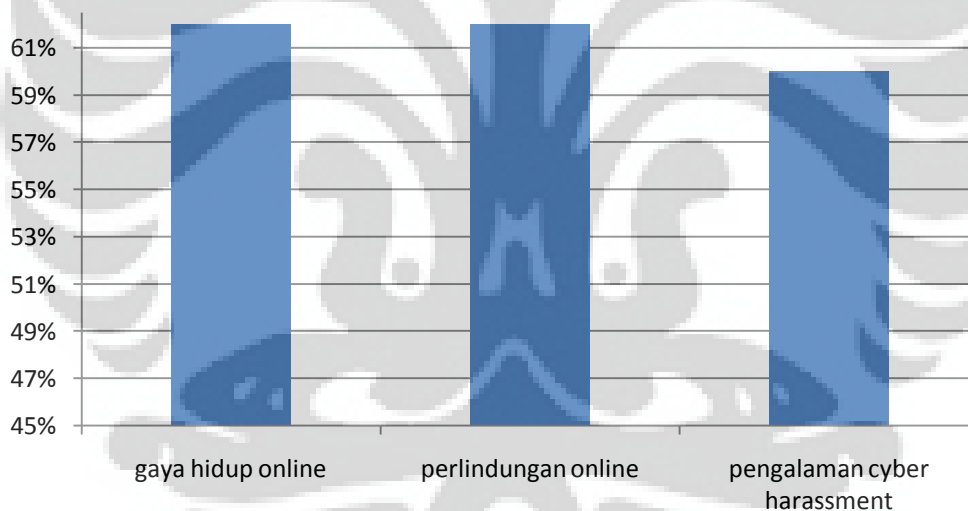 61%
59%
57%
55%
53%
51%
49%
47%
45%
gaya hidup online
perlindungan online
pengalaman cyber
harassment